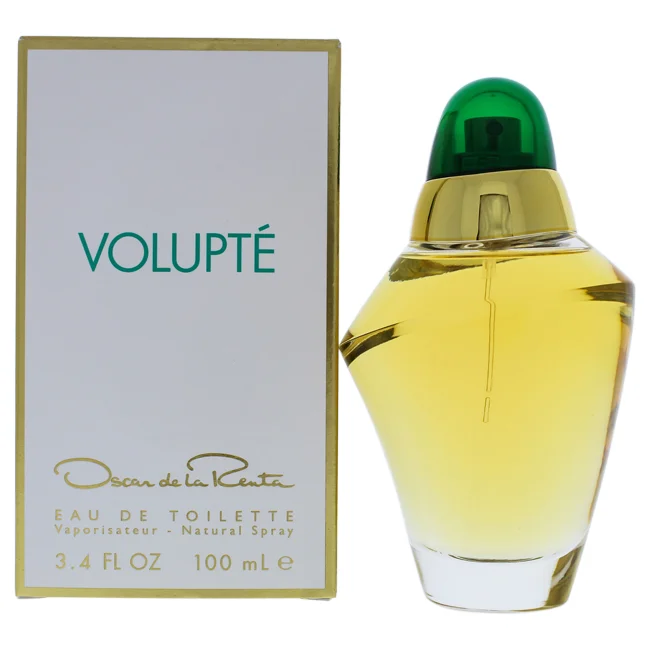 VOLUPTÉ
Oscar de la Renta
EAU DE TOILETTE
Vaporisateur - Natural Spray
3.4 FL OZ 100 mL ℮